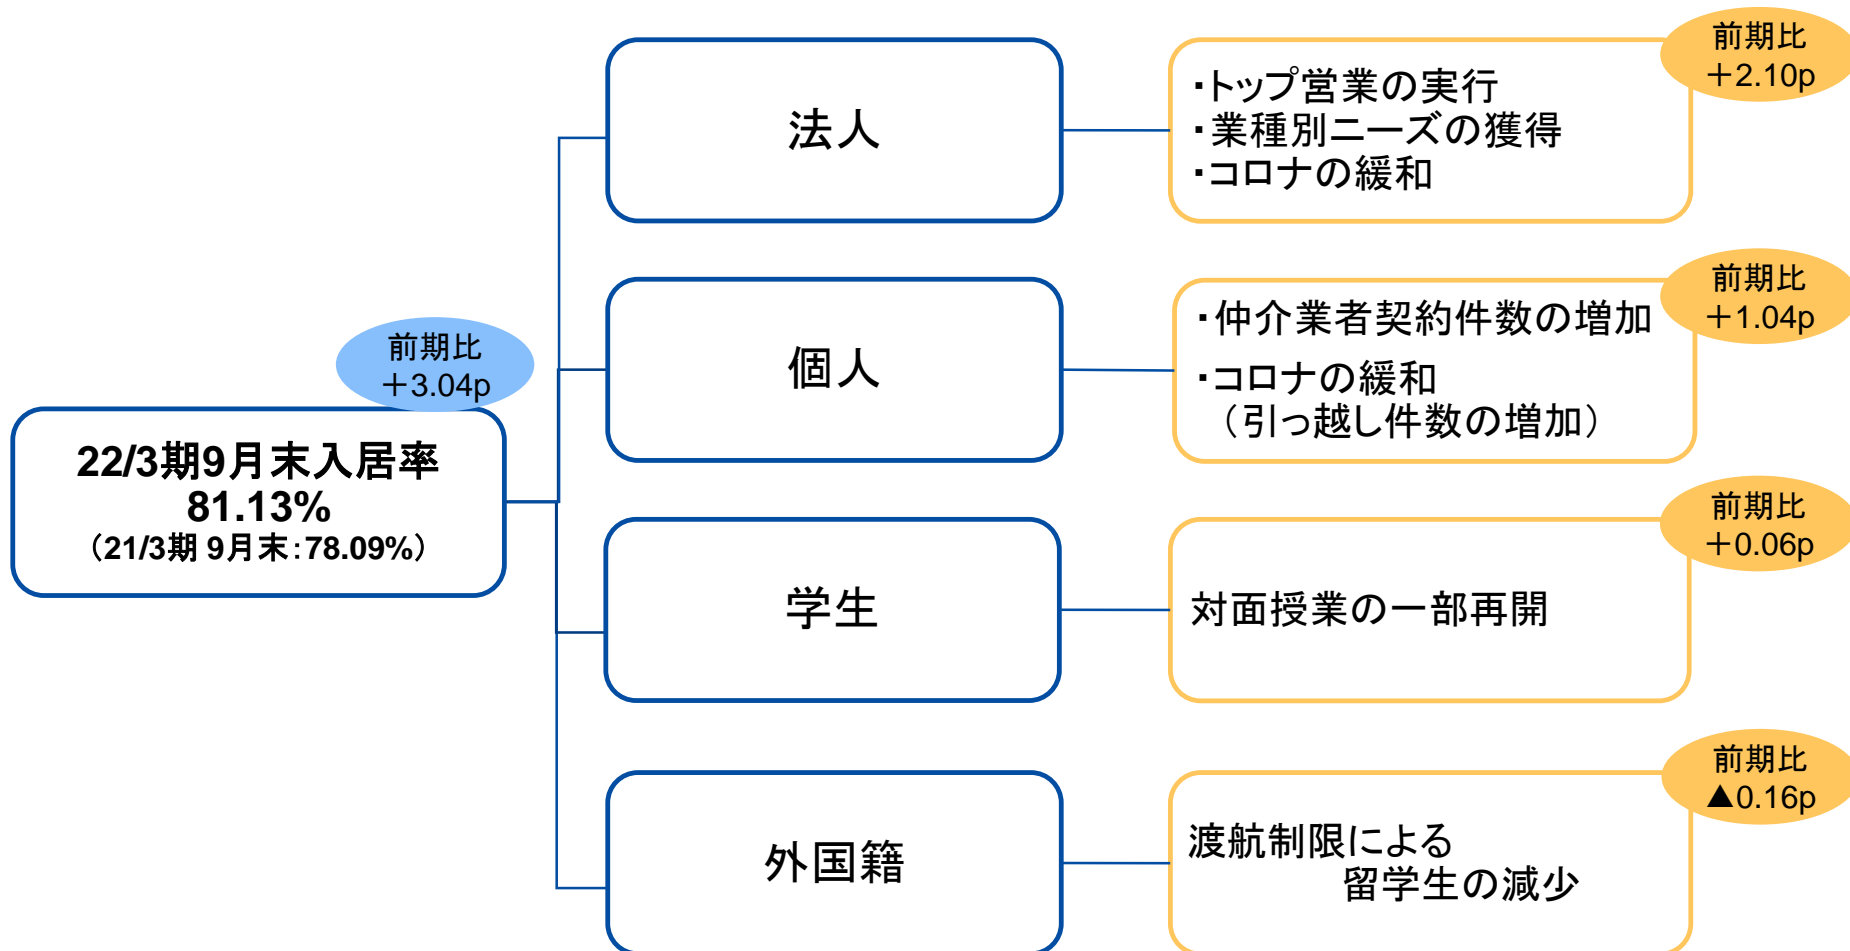 前期比
＋3.04p
22/3期9月末入居率
81.13%
（21/3期 9月末：78.09%）
法人
前期比
＋2.10p
・トップ営業の実行
・業種別ニーズの獲得
・コロナの緩和
個人
前期比
＋1.04p
・仲介業者契約件数の増加
・コロナの緩和
（引っ越し件数の増加）
学生
前期比
＋0.06p
対面授業の一部再開
外国籍
前期比
▲0.16p
渡航制限による
留学生の減少